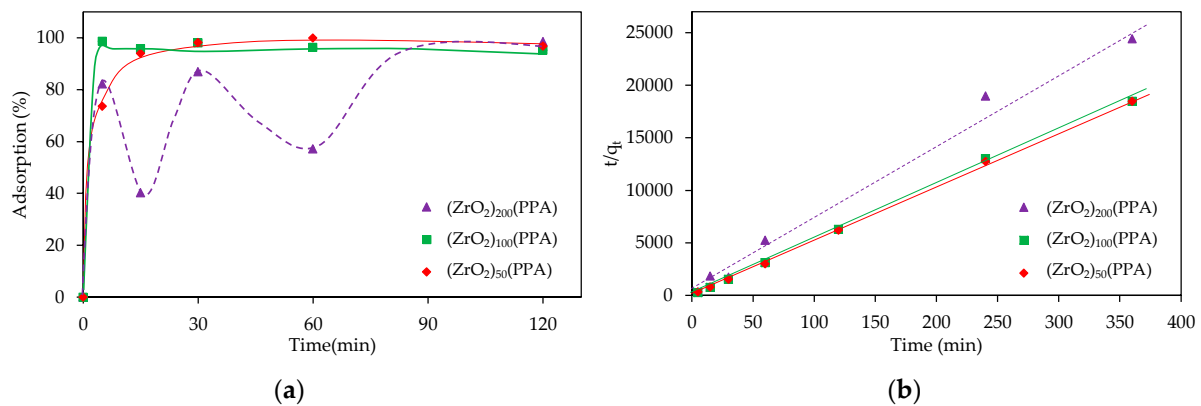 120
100
80
60
40
20
0
Adsorption (%)
0
30
60
90
120
Time(min)
(ZrO₂)₂₀₀(PPA)
(ZrO₂)₁₀₀(PPA)
(ZrO₂)₅₀(PPA)
(a)
25000
20000
15000
10000
5000
0
t/qₜ
0
50
100
150
200
250
300
350
400
Time (min)
(ZrO₂)₂₀₀(PPA)
(ZrO₂)₁₀₀(PPA)
(ZrO₂)₅₀(PPA)
(b)